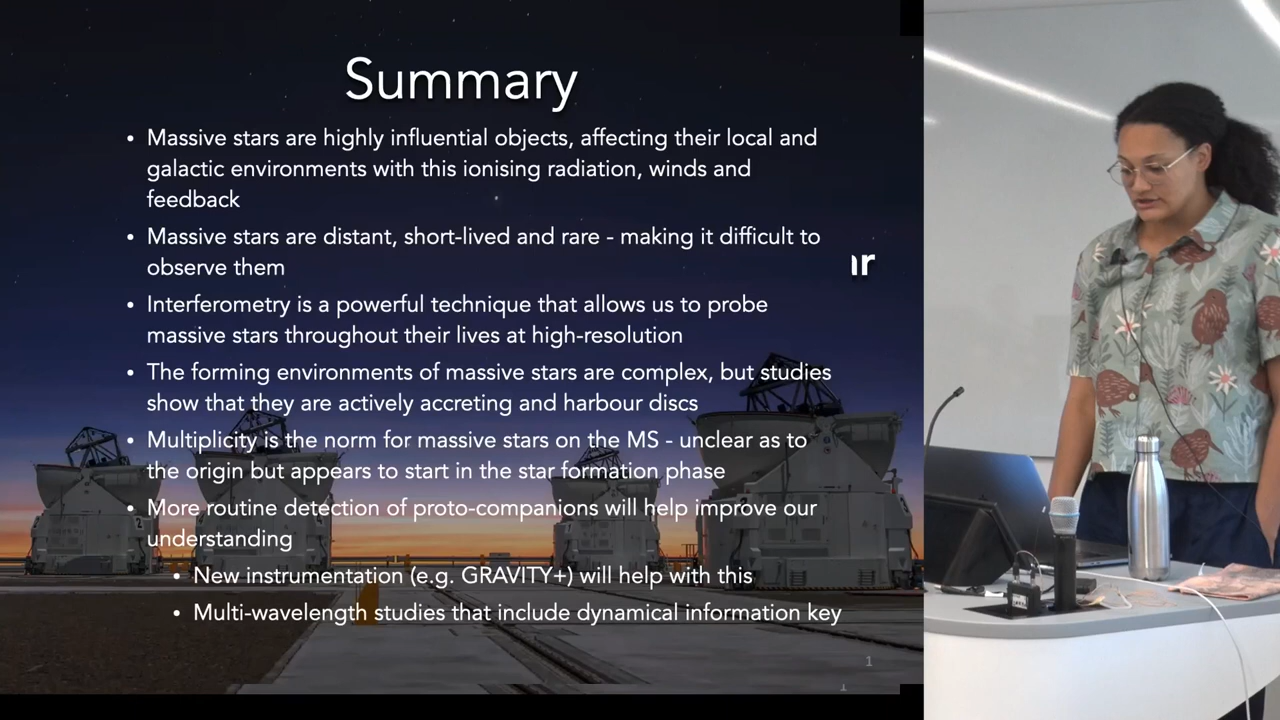 Summary
• Massive stars are highly influential objects, affecting their local and
galactic environments with this ionising radiation, winds and
feedback
• Massive stars are distant, short-lived and rare - making it difficult to
observe them
ar
• Interferometry is a powerful technique that allows us to probe
massive stars throughout their lives at high-resolution
• The forming environments of massive stars are complex, but studies
show that they are actively accreting and harbour discs
• Multiplicity is the norm for massive stars on the MS - unclear as to
the origin but appears to start in the star formation phase
• More routine detection of proto-companions will help improve our
understanding
• New instrumentation (e.g. GRAVITY+) will help with this
• Multi-wavelength studies that include dynamical information key
1
2